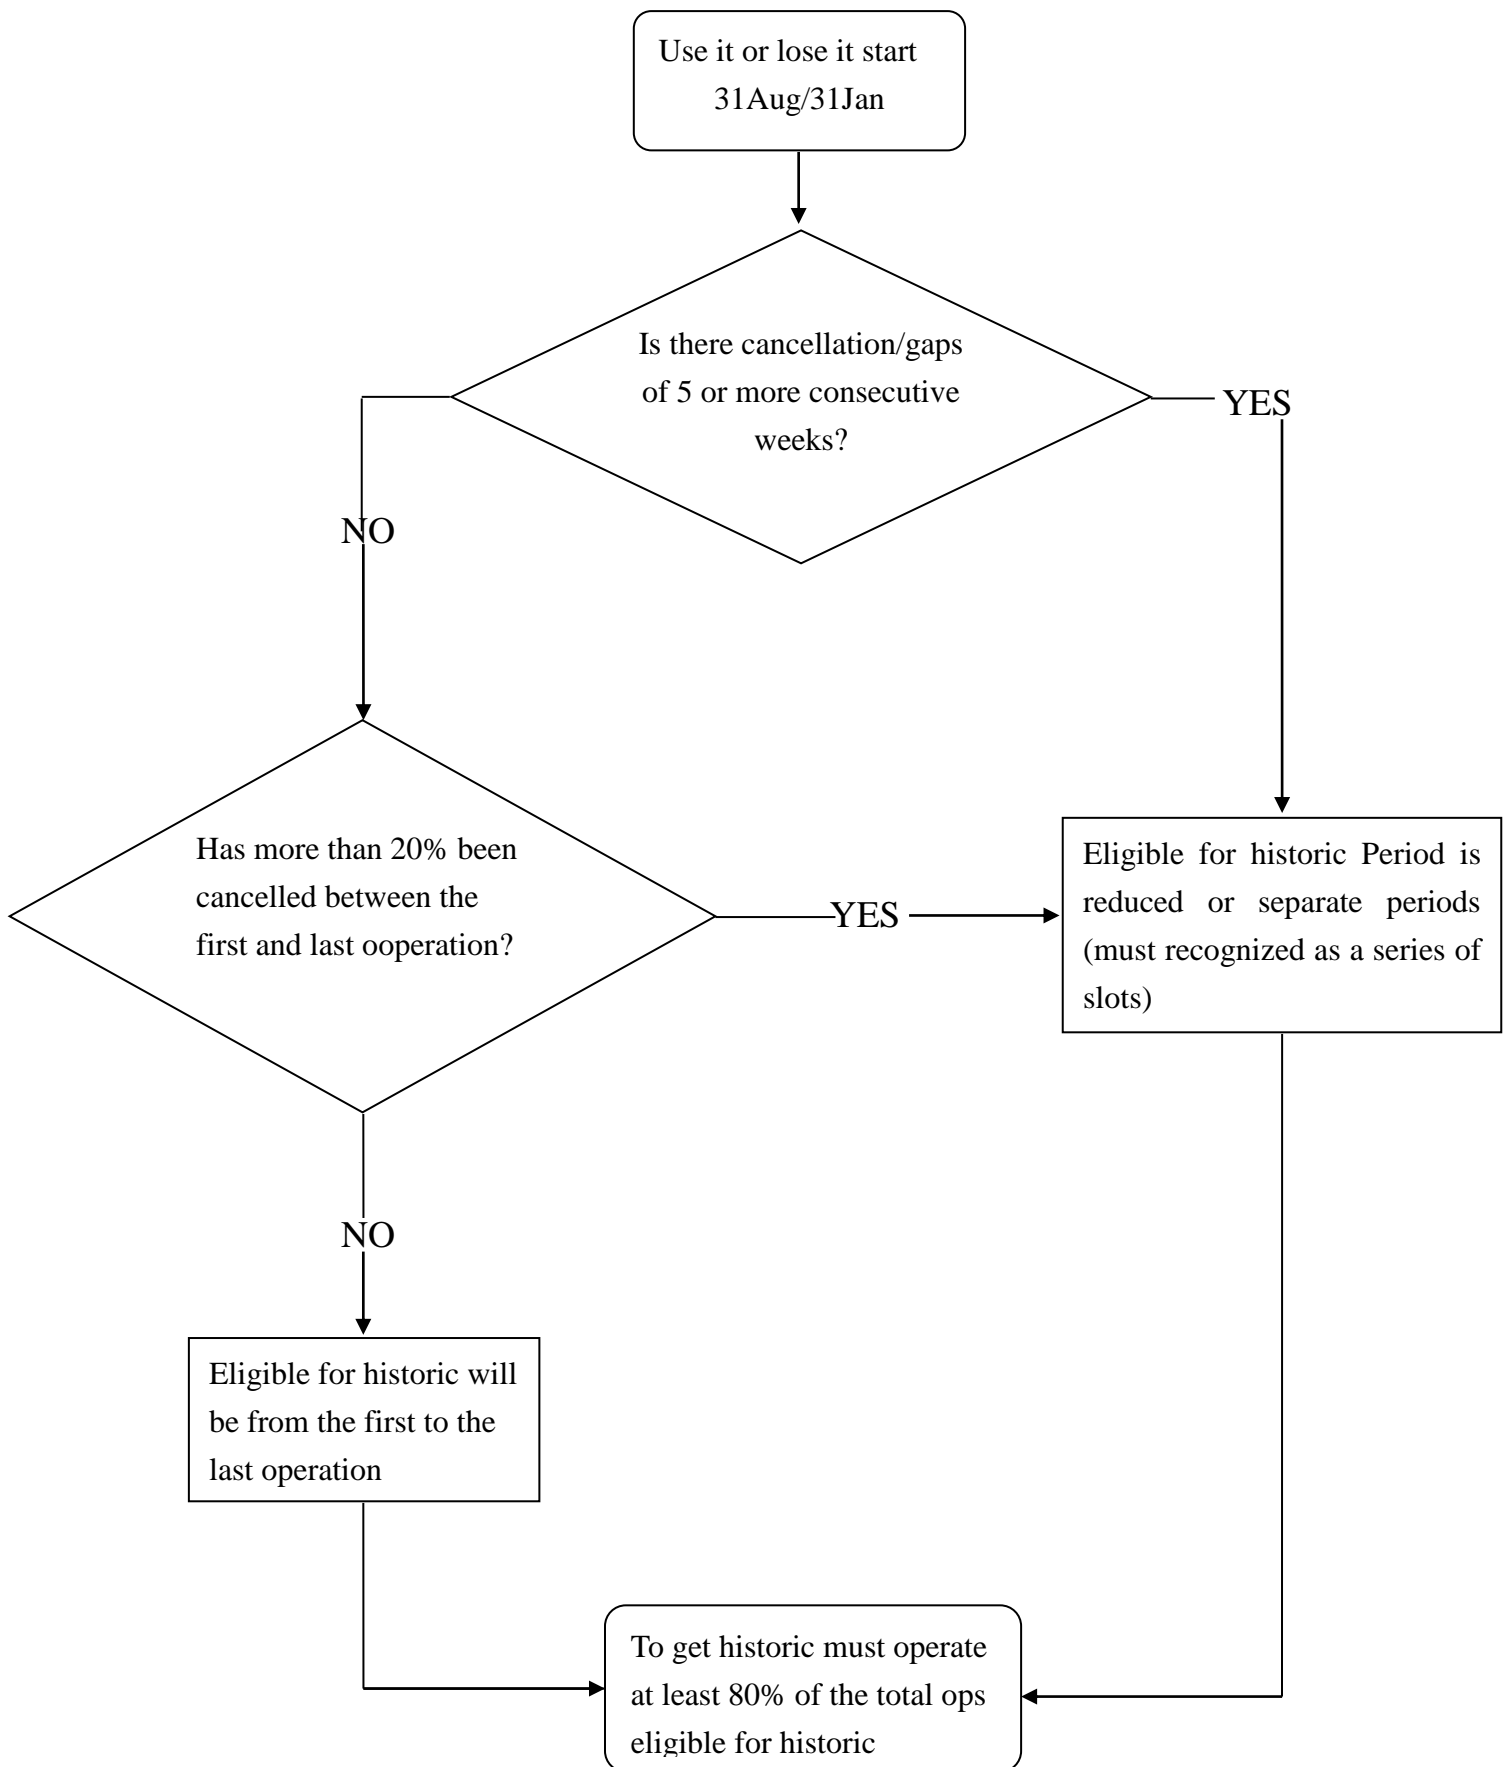 Use it or lose it start
31Aug/31Jan
Is there cancellation/gaps
of 5 or more consecutive
weeks?
YES
NO
Has more than 20% been
cancelled between the
first and last ooperation?
YES
Eligible for historic Period is
reduced or separate periods
(must recognized as a series of
slots)
NO
Eligible for historic will
be from the first to the
last operation
To get historic must operate
at least 80% of the total ops
eligible for historic